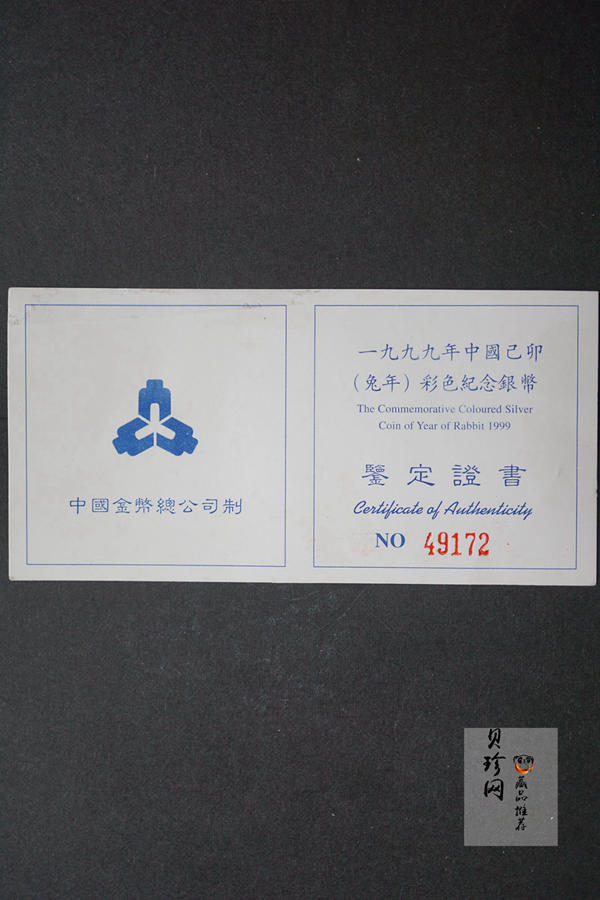 中國金幣總公司制
一九九九年中國己卯
（兔年）彩色紀念銀幣
The Commemorative Coloured Silver
Coin of Year of Rabbit 1999
鑒定證書
Certificate of Authenticity
NO 49172
贝珍网
藏品推荐